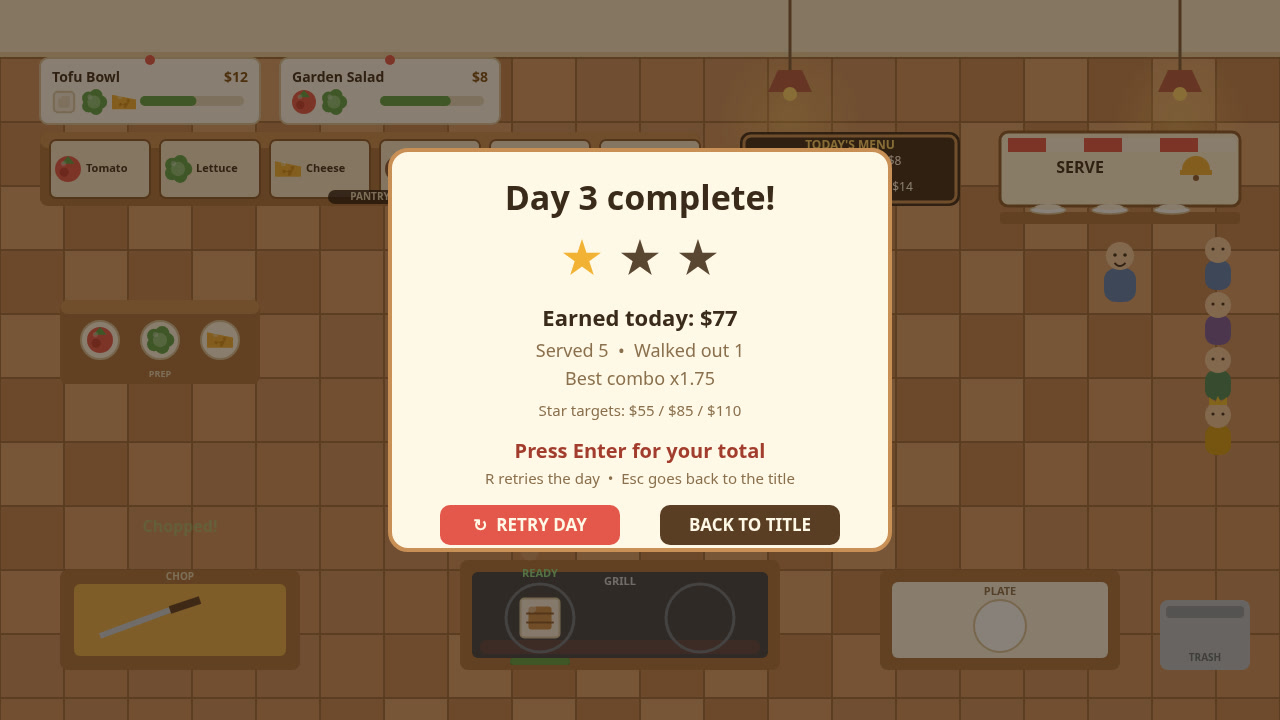 Tofu Bowl $12
Garden Salad $8
Tomato
Lettuce
Cheese
PANTRY
TODAY'S MENU
$8
$14
SERVE
Day 3 complete!
Earned today: $77
Served 5 • Walked out 1
Best combo x1.75
Star targets: $55 / $85 / $110
Press Enter for your total
R retries the day • Esc goes back to the title
↻ RETRY DAY
BACK TO TITLE
PREP
Chopped!
CHOP
READY
GRILL
PLATE
TRASH